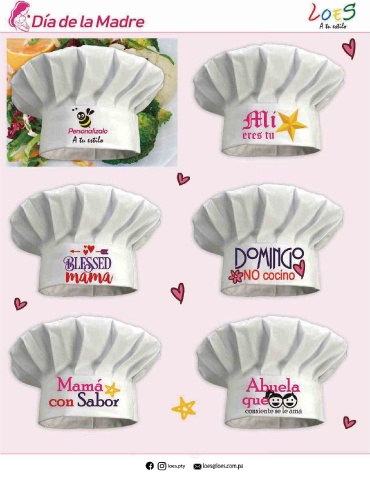 Día de la Madre
LOES
A tu estilo
Personalizalo
A tu estilo
Mi
eres tu
BLESSED
mama
DOMINGO
NO cocino
Mamá
con Sabor
Abuela
que
consiente se le ama
loes.pty
loes@loes.com.pa